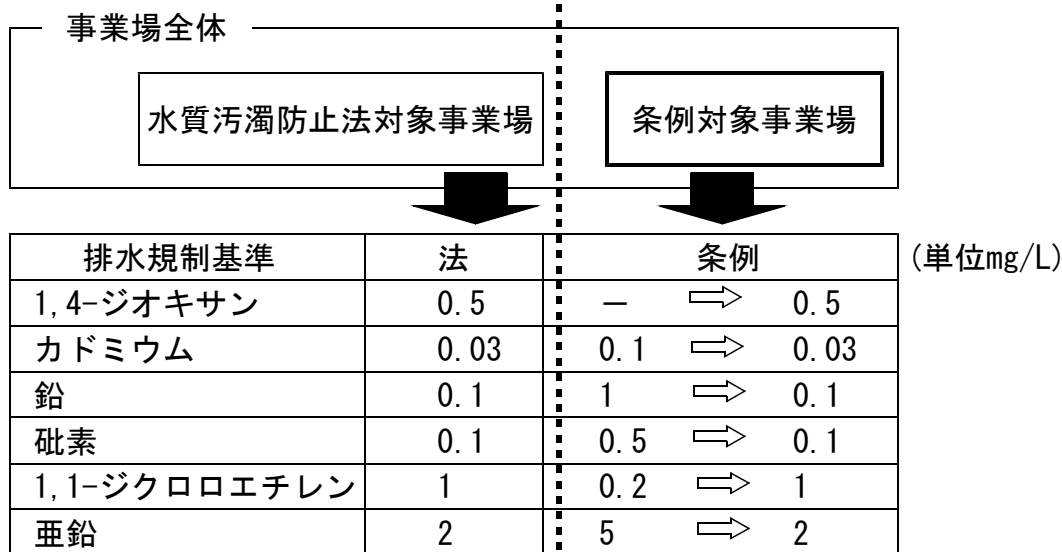 事業場全体
水質汚濁防止法対象事業場
条例対象事業場
排水規制基準 法 条例 (単位mg/L)
1,4-ジオキサン 0.5 － ⇨ 0.5
カドミウム 0.03 0.1 ⇨ 0.03
鉛 0.1 1 ⇨ 0.1
砒素 0.1 0.5 ⇨ 0.1
1,1-ジクロロエチレン 1 0.2 ⇨ 1
亜鉛 2 5 ⇨ 2